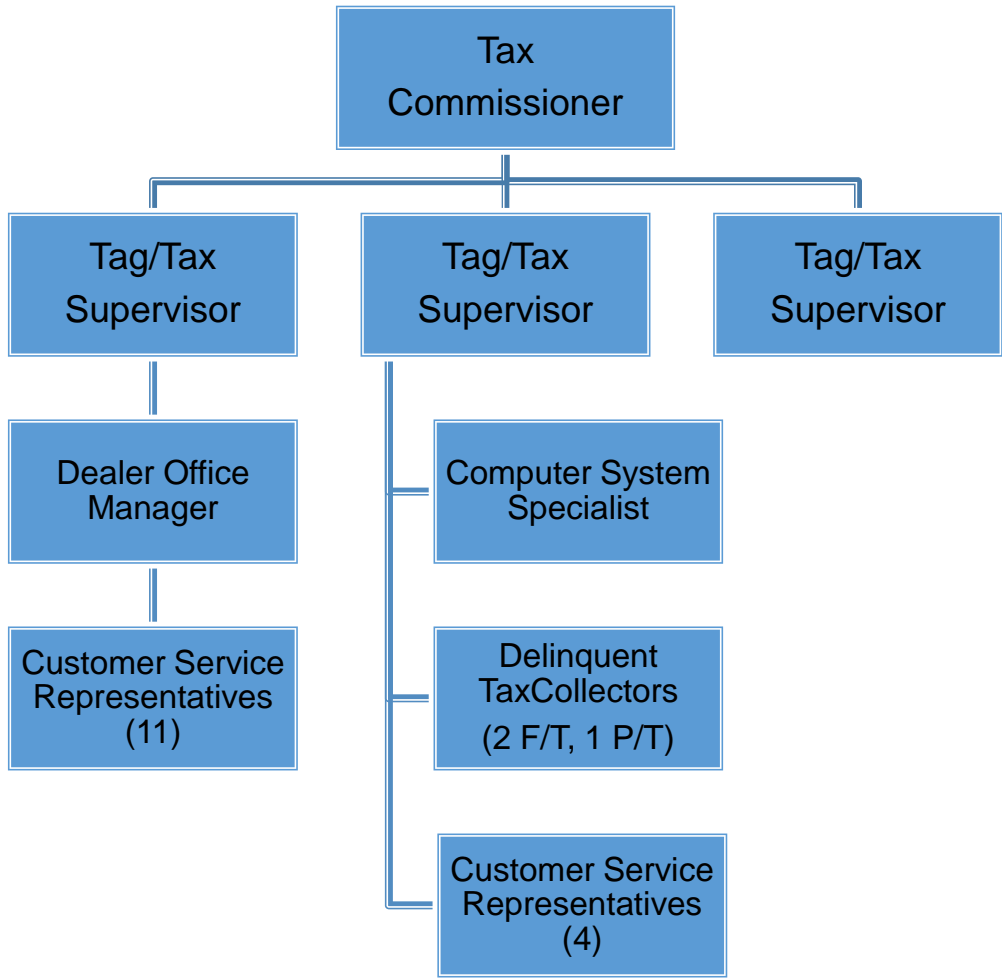 Tax
Commissioner
Tag/Tax
Supervisor
Tag/Tax
Supervisor
Tag/Tax
Supervisor
Dealer Office
Manager
Computer System
Specialist
Customer Service
Representatives
(11)
Delinquent
TaxCollectors
(2 F/T, 1 P/T)
Customer Service
Representatives
(4)